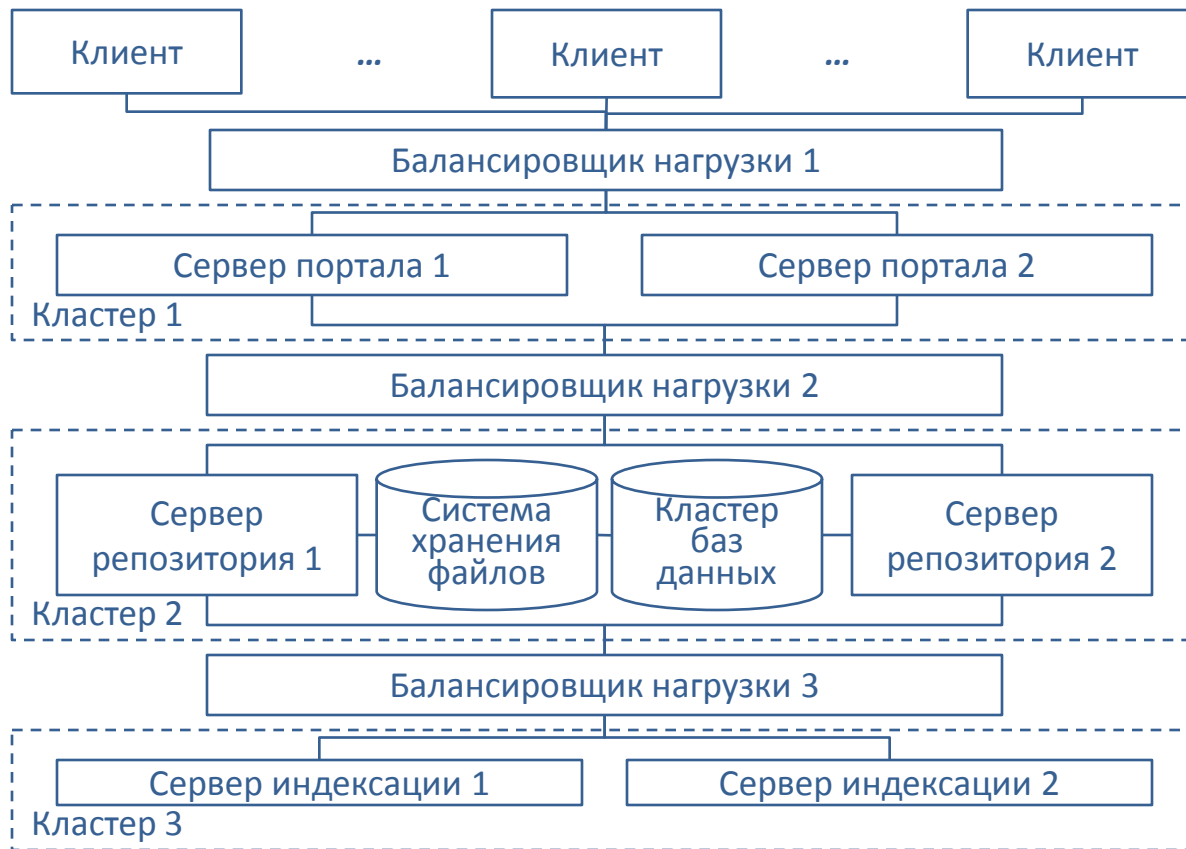 Клиент ... Клиент ... Клиент
Балансировщик нагрузки 1
Сервер портала 1 Сервер портала 2
Кластер 1
Балансировщик нагрузки 2
Сервер
репозитория 1
Система
хранения
файлов
Кластер
баз
данных
Сервер
репозитория 2
Кластер 2
Балансировщик нагрузки 3
Сервер индексации 1 Сервер индексации 2
Кластер 3